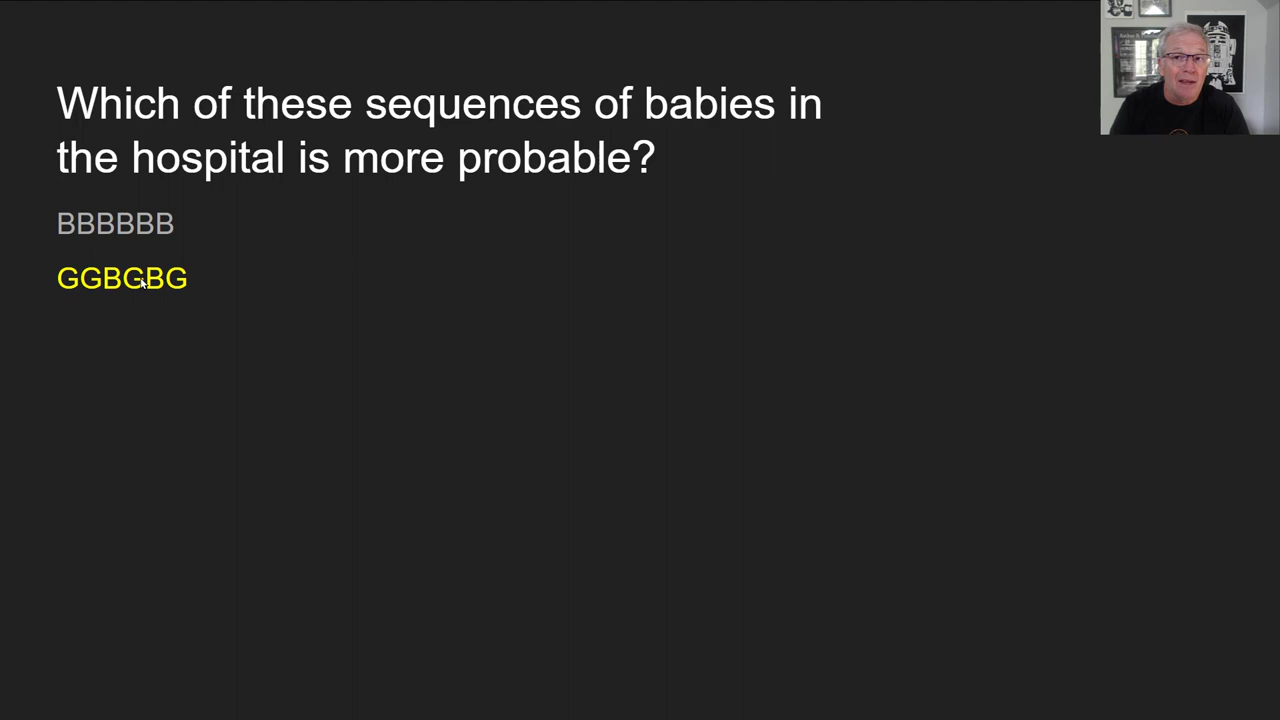 Which of these sequences of babies in
the hospital is more probable?
BBBBBB
GGBGBG